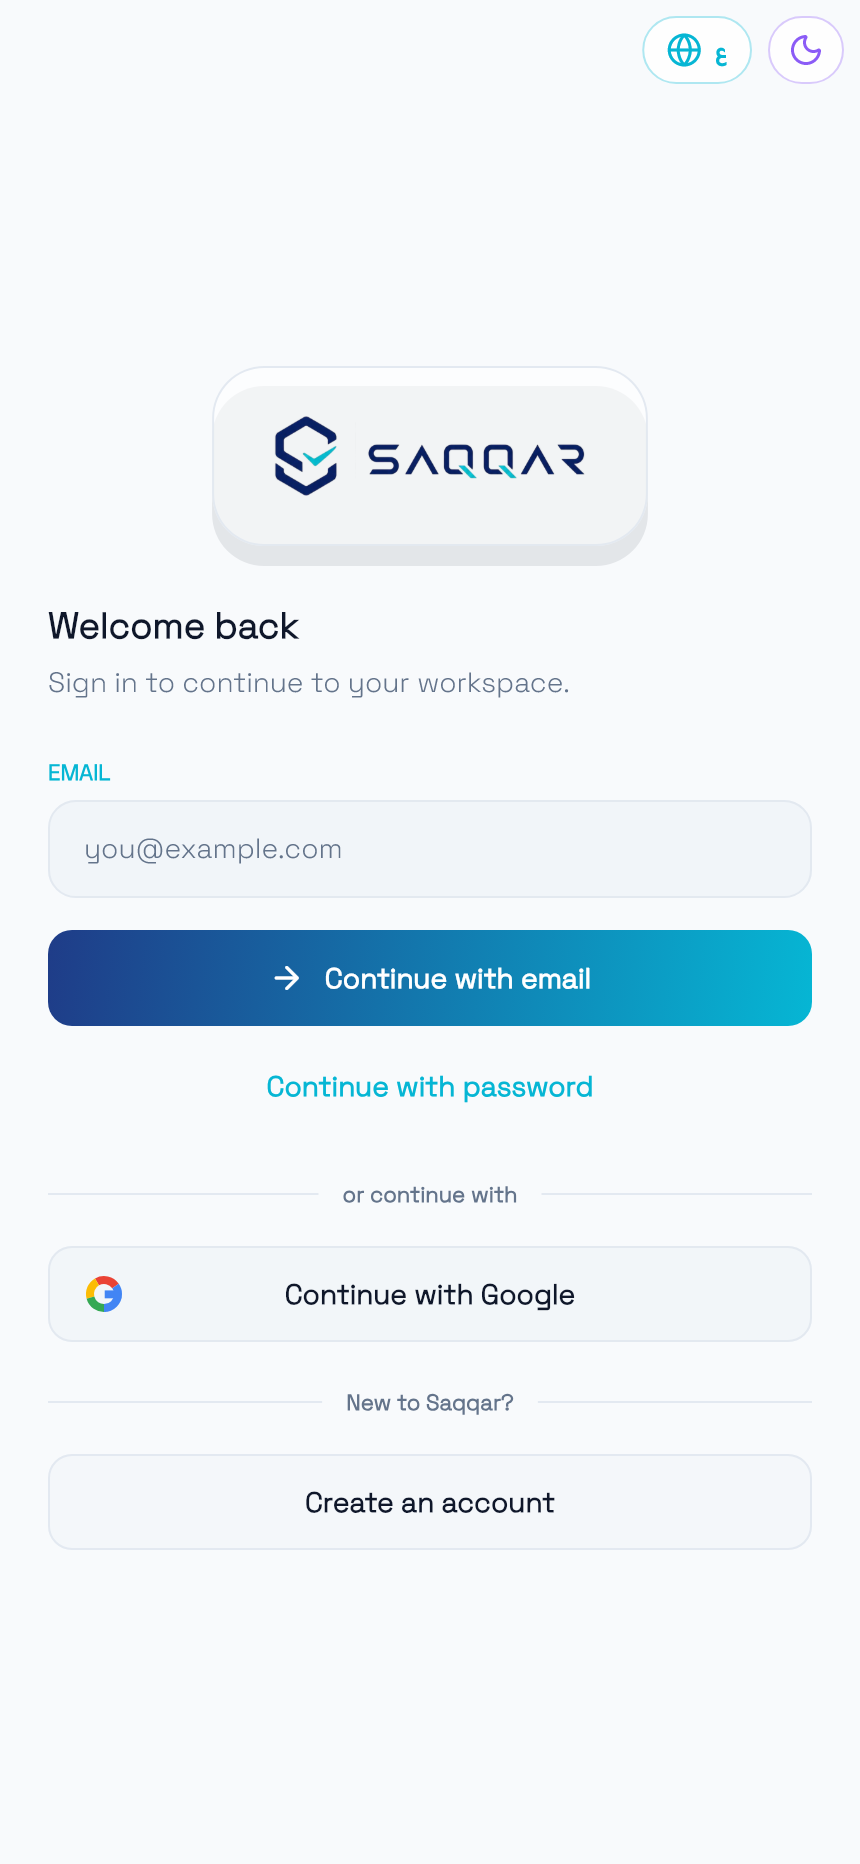 ع
SAQQAR
Welcome back
Sign in to continue to your workspace.
EMAIL
you@example.com
Continue with email
Continue with password
or continue with
Continue with Google
New to Saqqar?
Create an account